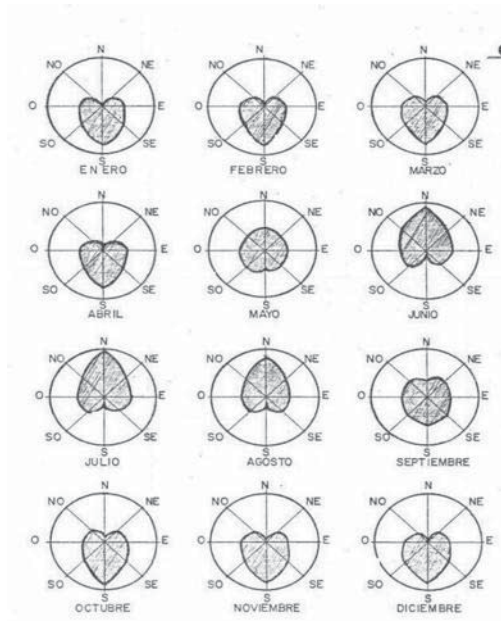 N N N
NO NE NO NE NO NE
O E O E O E
SO SE SO SE SO SE
S S S
ENERO FEBRERO MARZO
N N N
NO NE NO NE NO NE
O E O E O E
SO SE SO SE SO SE
S S S
ABRIL MAYO JUNIO
N N N
NO NE NO NE NO NE
O E O E O E
SO SE SO SE SO SE
S S S
JULIO AGOSTO SEPTIEMBRE
N N N
NO NE NO NE NO NE
O E O E O E
SO SE SO SE SO SE
S S S
OCTUBRE NOVIEMBRE DICIEMBRE